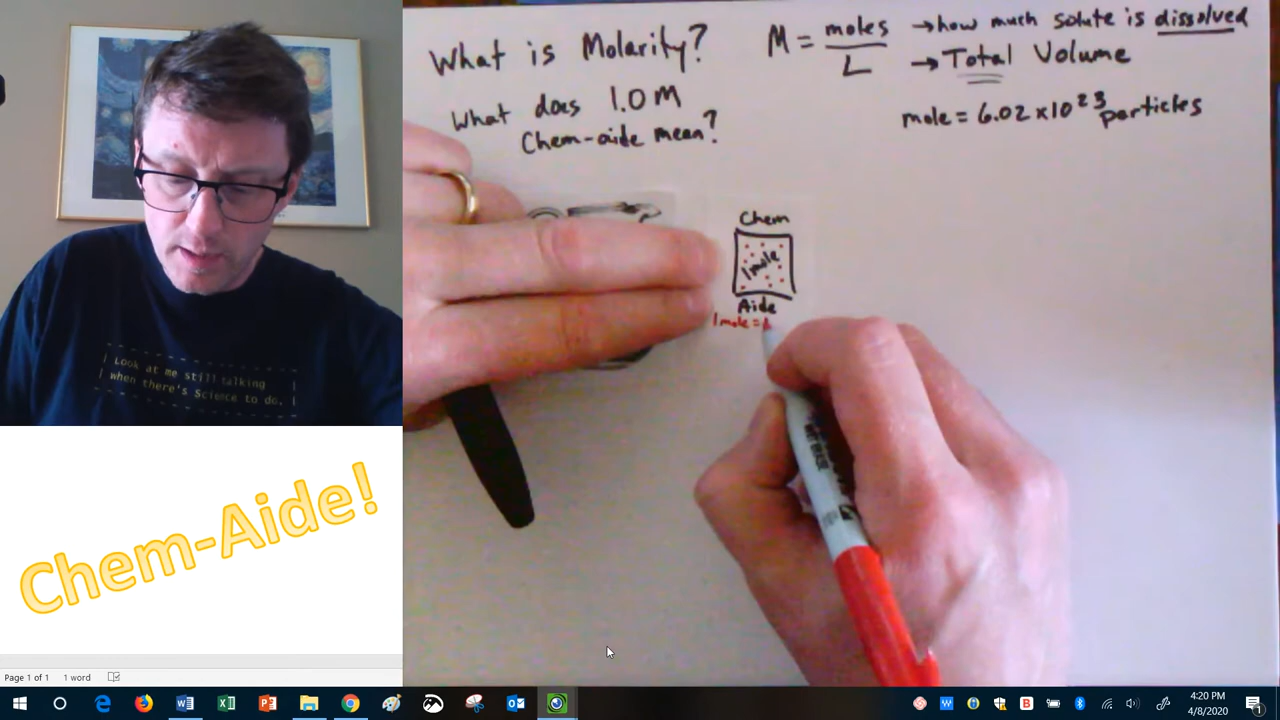 What is Molarity?
M = moles → how much solute is dissolved
L → Total Volume
What does 1.0 M
Chem-aide mean?
mole = 6.02 x 10²³ particles
Chem
1 mole
Aide
1 mole =
| Look at me still talking |
| when there's Science to do. |
Chem-Aide!
Page 1 of 1 1 word
4:20 PM
4/8/2020